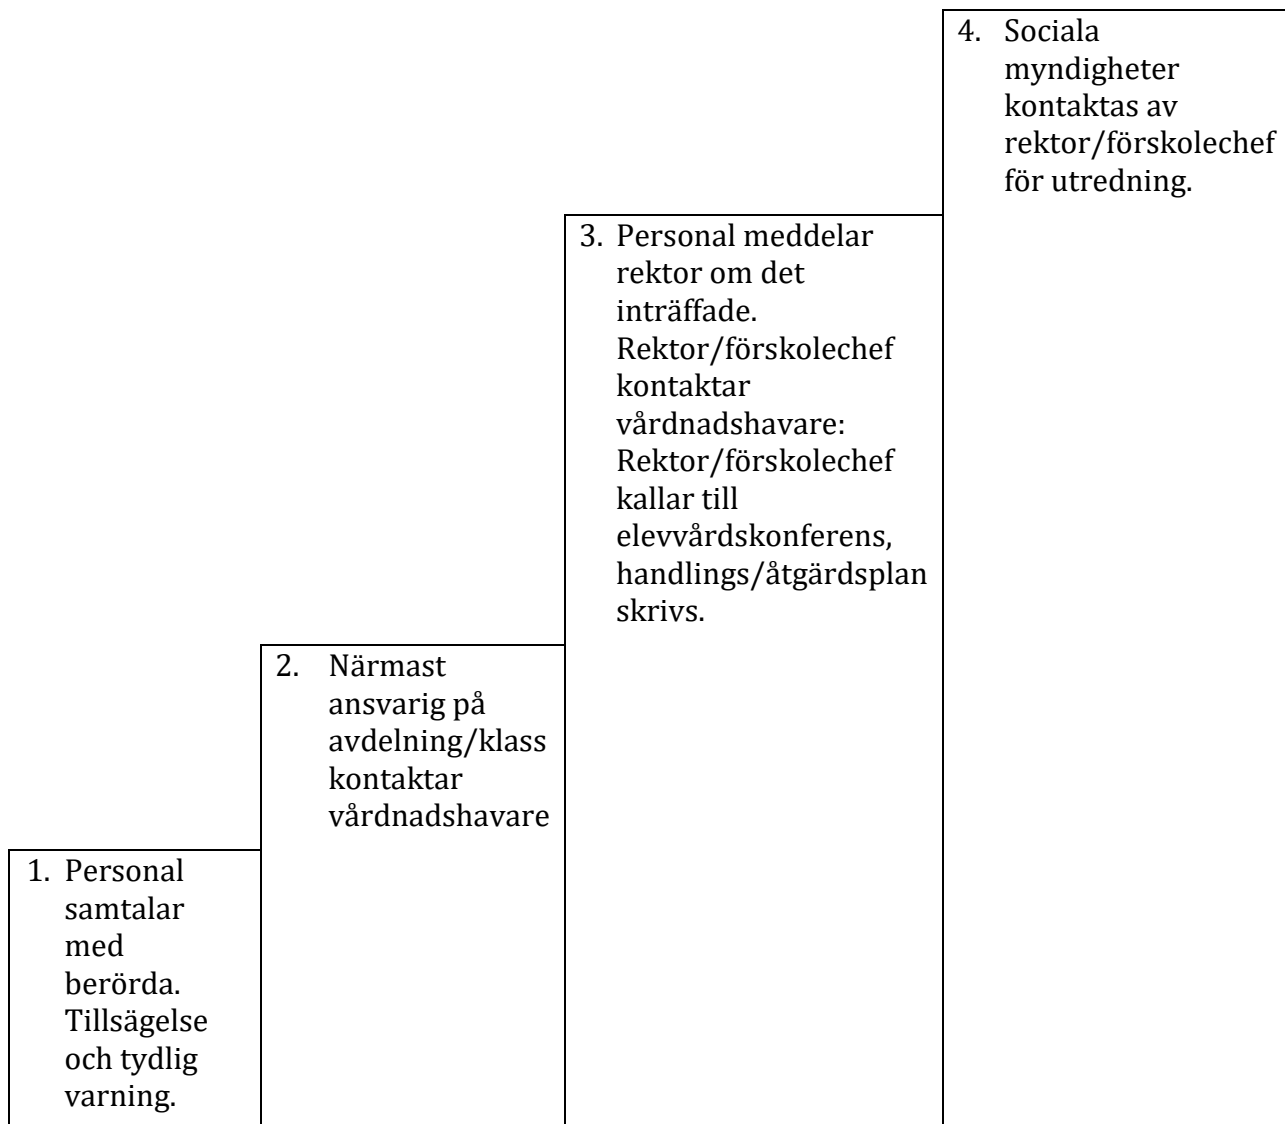 4. Sociala
myndigheter
kontaktas av
rektor/förskolechef
för utredning.
3. Personal meddelar
rektor om det
inträffade.
Rektor/förskolechef
kontaktar
vårdnadshavare:
Rektor/förskolechef
kallar till
elevvårdskonferens,
handlings/åtgärdsplan
skrivs.
2. Närmast
ansvarig på
avdelning/klass
kontaktar
vårdnadshavare
1. Personal
samtalar
med
berörda.
Tillsägelse
och tydlig
varning.